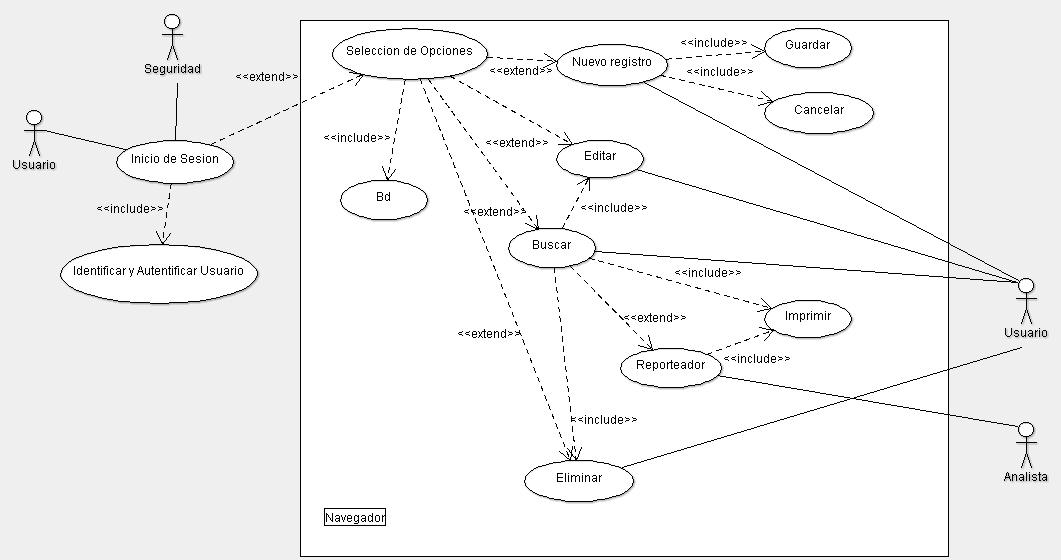 Seguridad
Usuario
Inicio de Sesion
<<include>>
Identificar y Autentificar Usuario
<<extend>>
Seleccion de Opciones
<<extend>>
Nuevo registro
<<include>>
Guardar
<<include>>
Cancelar
<<include>>
Bd
<<extend>>
Editar
<<extend>>
<<include>>
Buscar
<<include>>
<<extend>>
Imprimir
<<extend>>
<<include>>
Reporteador
<<include>>
Eliminar
Usuario
Analista
Navegador